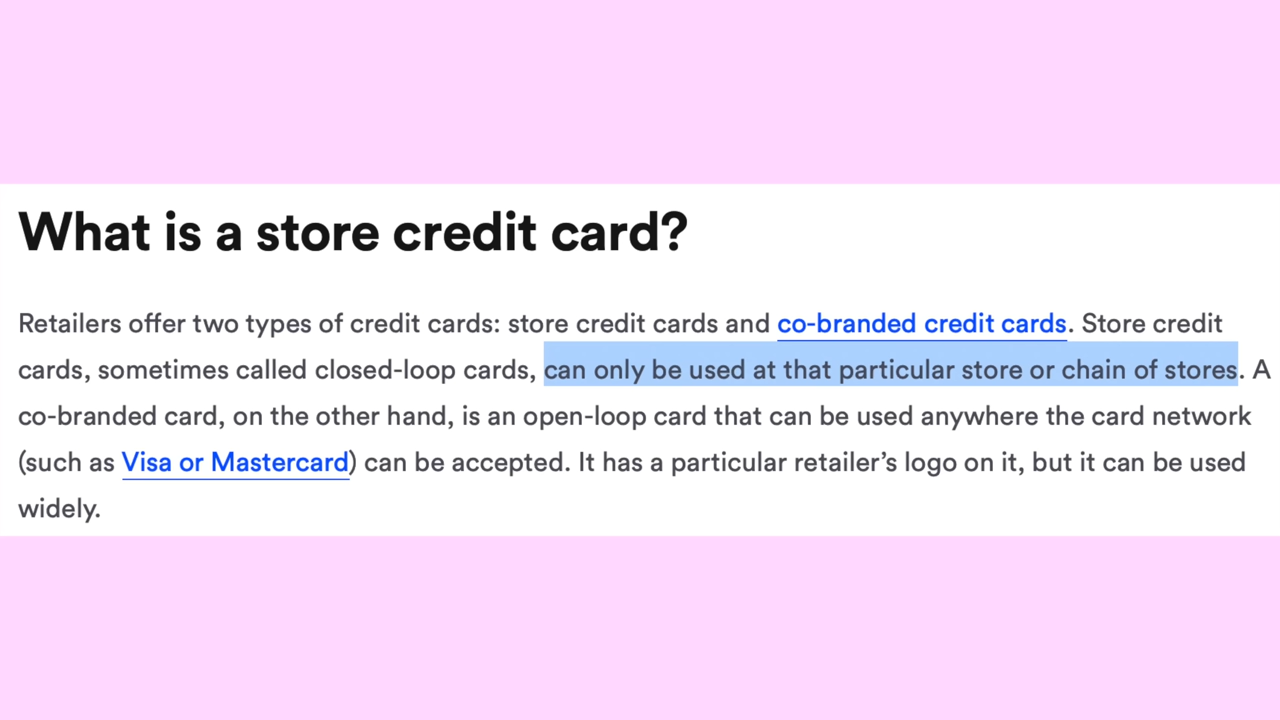 What is a store credit card?
Retailers offer two types of credit cards: store credit cards and co-branded credit cards. Store credit
cards, sometimes called closed-loop cards, can only be used at that particular store or chain of stores. A
co-branded card, on the other hand, is an open-loop card that can be used anywhere the card network
(such as Visa or Mastercard) can be accepted. It has a particular retailer’s logo on it, but it can be used
widely.